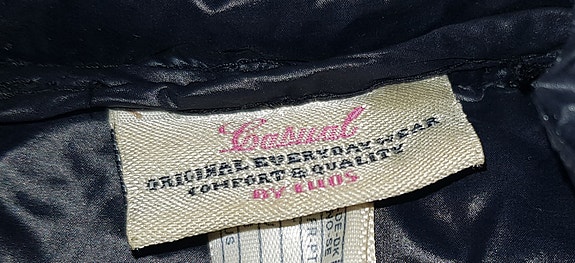 Casual
ORIGINAL EVERYDAY WEAR
COMFORT & QUALITY
BY ELLOS